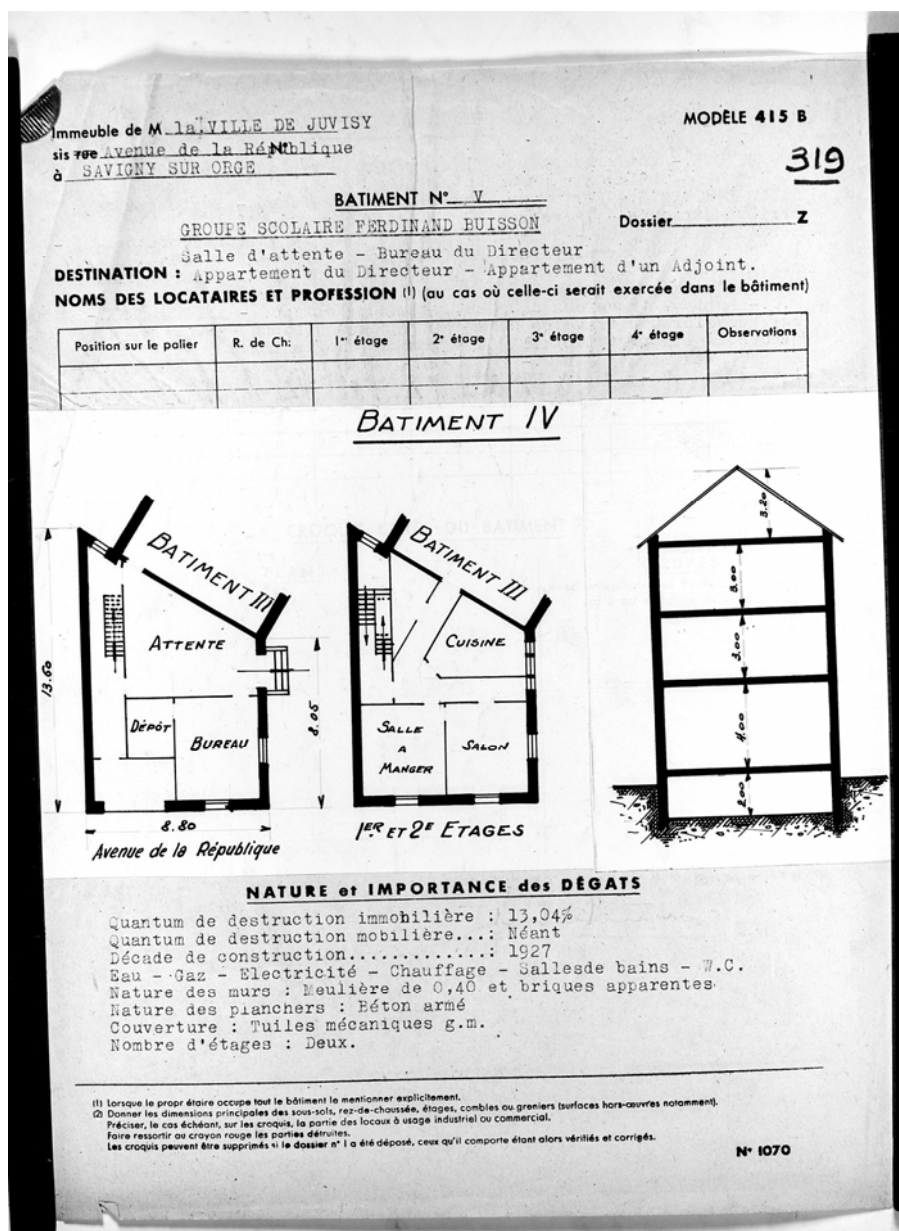 Immeuble de M la VILLE DE JUVISY
MODÈLE 415 B
sis rue Avenue de la République
N°
319
à SAVIGNY SUR ORGE
BATIMENT N° V
GROUPE SCOLAIRE FERDINAND BUISSON
Dossier Z
Salle d'attente - Bureau du Directeur
DESTINATION : Appartement du Directeur - Appartement d'un Adjoint.
NOMS DES LOCATAIRES ET PROFESSION (1) (au cas où celle-ci serait exercée dans le bâtiment)
Position sur le palier R. de Ch: 1er étage 2e étage 3e étage 4e étage Observations
BATIMENT IV
BATIMENT III
ATTENTE
DÉPÔT
BUREAU
13.60
8.05
8.80
Avenue de la République
BATIMENT III
CUISINE
SALLE
A
MANGER
SALON
1ER ET 2E ETAGES
3.20
3.00
3.00
4.00
2.00
NATURE et IMPORTANCE des DÉGATS
Quantum de destruction immobilière : 13,04%
Quantum de destruction mobilière...: Néant
Décade de construction.............: 1927
Eau - Gaz - Electricité - Chauffage - Sallesde bains - W.C.
Nature des murs : Meulière de 0,40 et briques apparentes
Nature des planchers : Béton armé
Couverture : Tuiles mécaniques g.m.
Nombre d'étages : Deux.
(1) Lorsque le propr étaire occupe tout le bâtiment le mentionner explicitement.
(2) Donner les dimensions principales des sous-sols, rez-de-chaussée, étages, combles ou greniers (surfaces hors-œuvres notamment).
Préciser, le cas échéant, sur les croquis, la partie des locaux à usage industriel ou commercial.
Faire ressortir au crayon rouge les parties détruites.
Les croquis peuvent être supprimés si le dossier n° 1 a été déposé, ceux qu'il comporte étant alors vérifiés et corrigés.
N° 1070